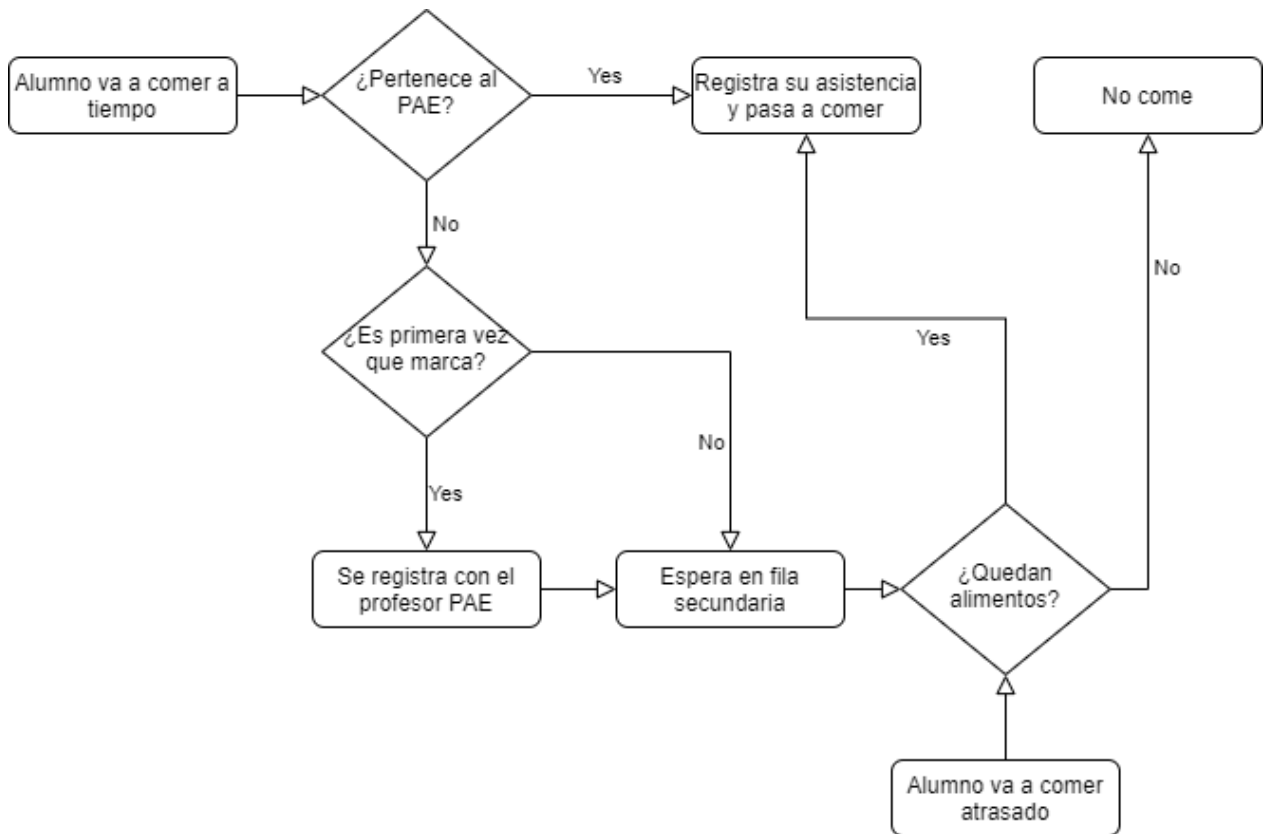 Alumno va a comer a
tiempo
¿Pertenece al
PAE?
Yes
Registra su asistencia
y pasa a comer
No come
No
¿Es primera vez
que marca?
No
Yes
Yes
No
Se registra con el
profesor PAE
Espera en fila
secundaria
¿Quedan
alimentos?
Alumno va a comer
atrasado